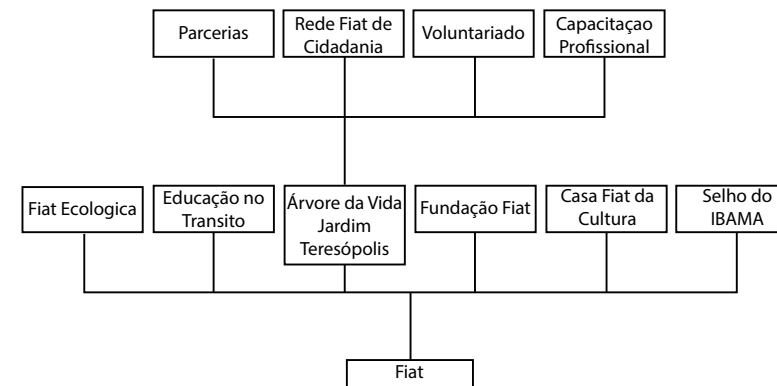 Parcerias
Rede Fiat de
Cidadania
Voluntariado
Capacitaçao
Profissional
Fiat Ecologica
Educação no
Transito
Árvore da Vida
Jardim
Teresópolis
Fundação Fiat
Casa Fiat da
Cultura
Selho do
IBAMA
Fiat